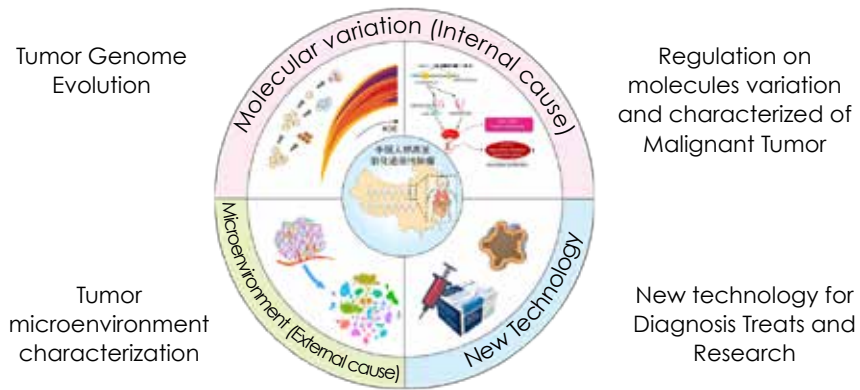 Tumor Genome
Evolution
Molecular variation (Internal cause)
Regulation on
molecules variation
and characterized of
Malignant Tumor
Microenvironment (External cause)
New Technology
Tumor
microenvironment
characterization
New technology for
Diagnosis Treats and
Research